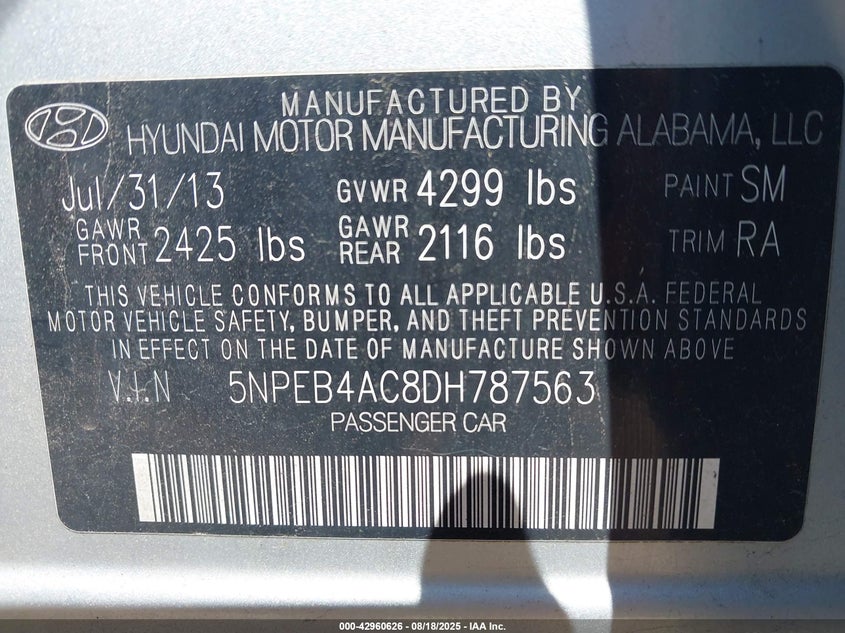 MANUFACTURED BY
HYUNDAI MOTOR MANUFACTURING ALABAMA, LLC
Jul/31/13 GVWR 4299 lbs PAINT SM
GAWR FRONT 2425 lbs GAWR REAR 2116 lbs TRIM RA
THIS VEHICLE CONFORMS TO ALL APPLICABLE U.S.A. FEDERAL
MOTOR VEHICLE SAFETY, BUMPER, AND THEFT PREVENTION STANDARDS
IN EFFECT ON THE DATE OF MANUFACTURE SHOWN ABOVE
V.I.N 5NPEB4AC8DH787563
PASSENGER CAR
000-42960626 - 08/18/2025 - IAA Inc.